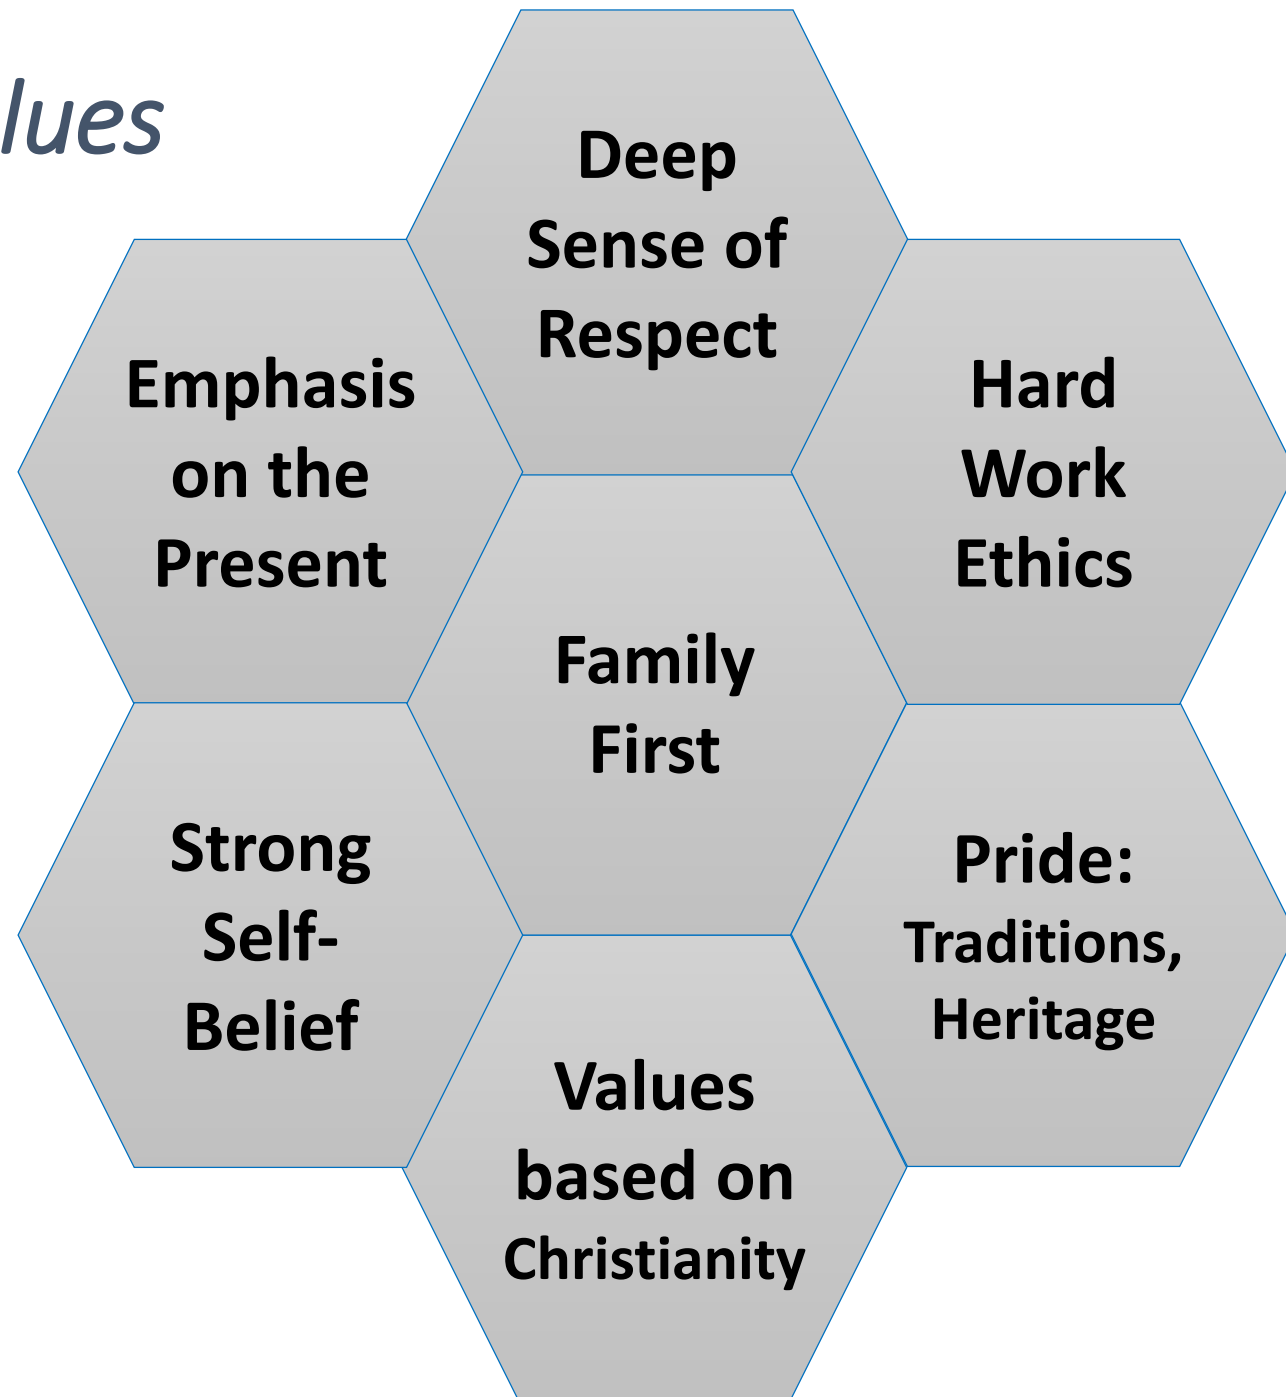 lues
Deep
Sense of
Respect
Emphasis
on the
Present
Hard
Work
Ethics
Family
First
Strong
Self-
Belief
Pride:
Traditions,
Heritage
Values
based on
Christianity